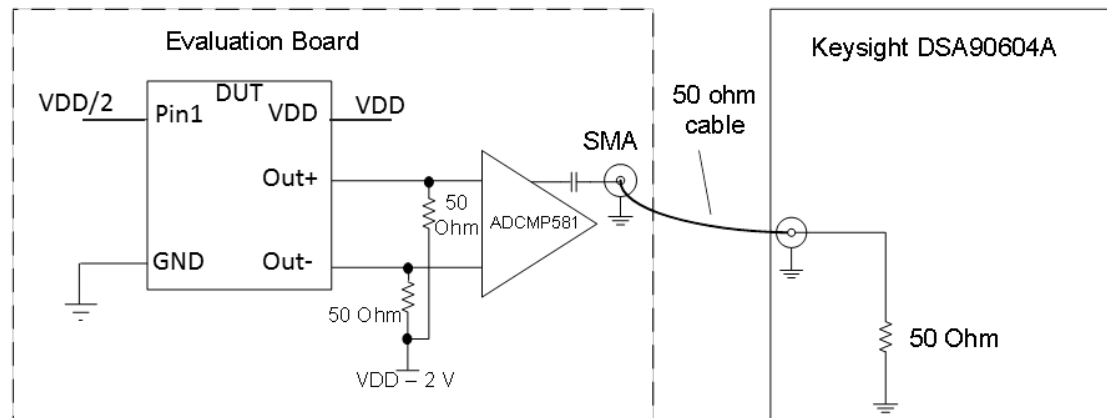 Evaluation Board
Keysight DSA90604A
DUT
VDD/2
Pin1
VDD
VDD
50 ohm
cable
SMA
Out+
50
Ohm
ADCMP581
GND
Out-
50 Ohm
50 Ohm
VDD – 2 V